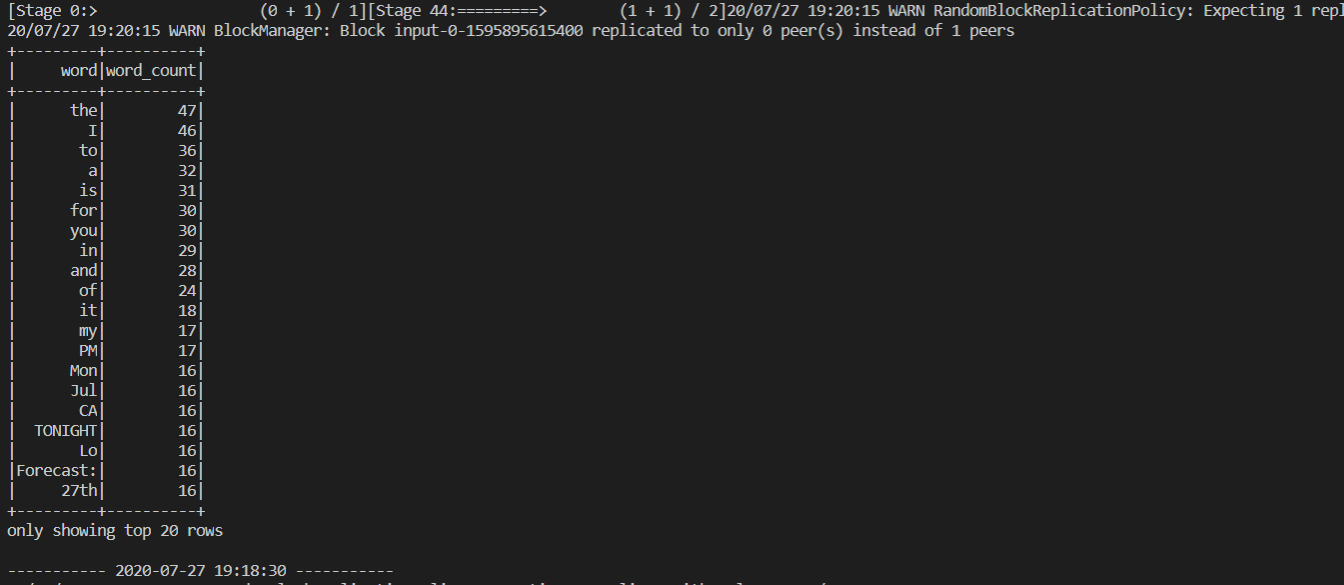 [Stage 0:> (0 + 1) / 1][Stage 44:=========> (1 + 1) / 2]20/07/27 19:20:15 WARN RandomBlockReplicationPolicy: Expecting 1 repl
20/07/27 19:20:15 WARN BlockManager: Block input-0-1595895615400 replicated to only 0 peer(s) instead of 1 peers
+---------+----------+
|     word|word_count|
+---------+----------+
|      the|        47|
|        I|        46|
|       to|        36|
|        a|        32|
|       is|        31|
|      for|        30|
|      you|        30|
|       in|        29|
|      and|        28|
|       of|        24|
|       it|        18|
|       my|        17|
|       PM|        17|
|      Mon|        16|
|      Jul|        16|
|       CA|        16|
|  TONIGHT|        16|
|       Lo|        16|
|Forecast:|        16|
|     27th|        16|
+---------+----------+
only showing top 20 rows
----------- 2020-07-27 19:18:30 -----------